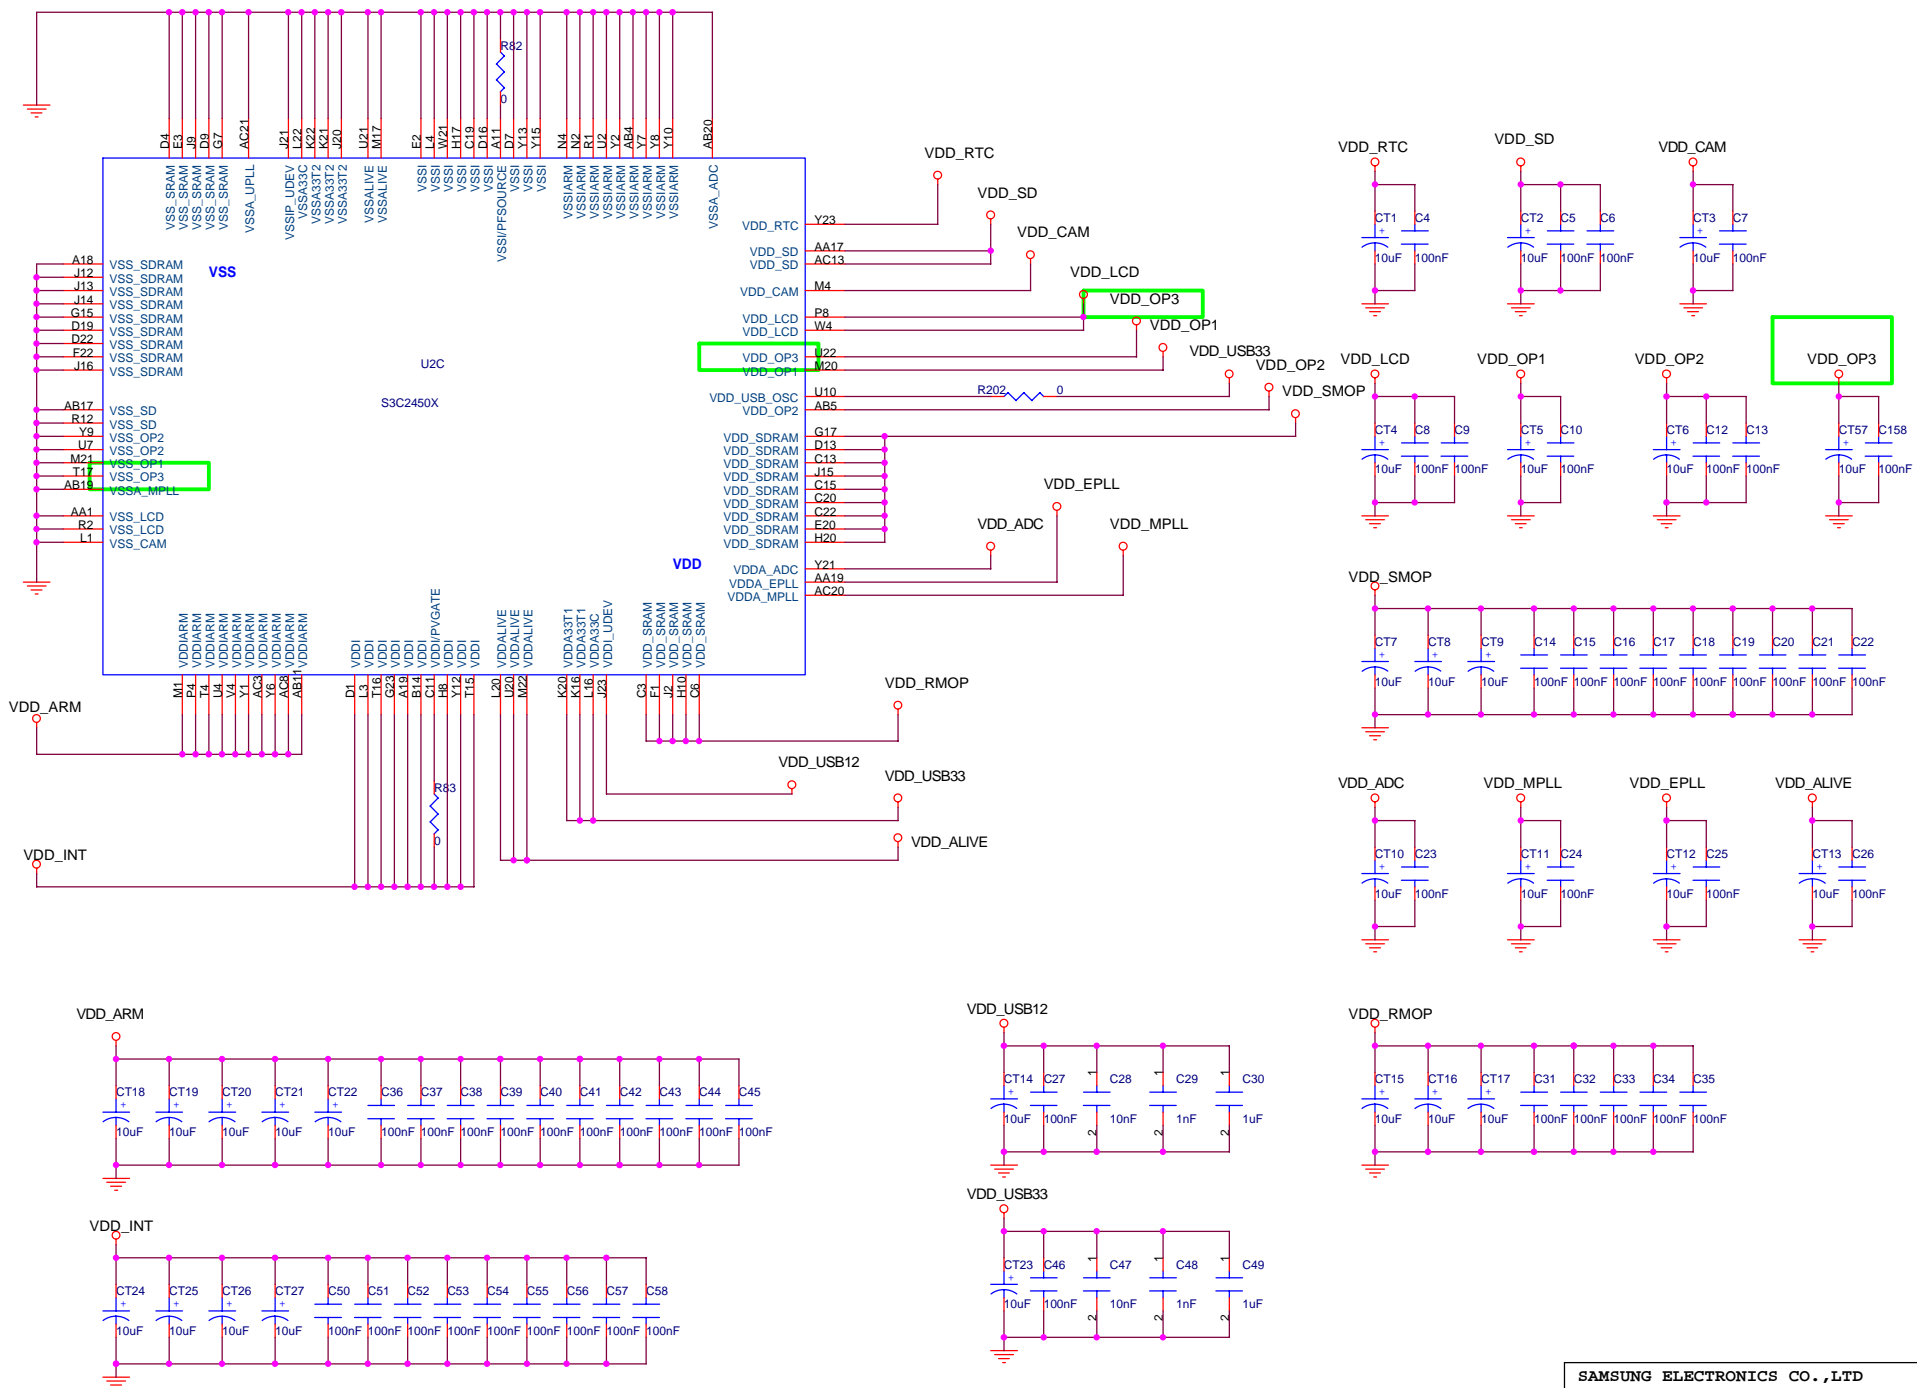 R82
0
D4 E3 J9 D9 G7 AC21 J21 L22 K22 K21 J20 U21 M17 E2 L4 W21 H17 C19 D16 A11 D7 Y13 Y15 N4 N2 R1 U2 Y2 AB4 Y7 Y8 Y10 AB20
VSS_SRAM VSS_SRAM VSS_SRAM VSS_SRAM VSS_SRAM VSSA_UPLL VSSIP_UDEV VSSA33C VSSA33T2 VSSA33T2 VSSA33T2 VSSALIVE VSSALIVE VSSI VSSI VSSI VSSI VSSI VSSI VSSI/PFSOURCE VSSI VSSI VSSI VSSIARM VSSIARM VSSIARM VSSIARM VSSIARM VSSIARM VSSIARM VSSIARM VSSIARM VSSA_ADC
A18 VSS_SDRAM
J12 VSS_SDRAM
J13 VSS_SDRAM
J14 VSS_SDRAM
G15 VSS_SDRAM
D19 VSS_SDRAM
D22 VSS_SDRAM
F22 VSS_SDRAM
J16 VSS_SDRAM
AB17 VSS_SD
R12 VSS_SD
Y9 VSS_OP2
U7 VSS_OP2
M21 VSS_OP1
T17 VSS_OP3
AB19 VSSA_MPLL
AA1 VSS_LCD
R2 VSS_LCD
L1 VSS_CAM
VSS
U2C
S3C2450X
VDD
VDD_RTC Y23
VDD_SD AA17
VDD_SD AC13
VDD_CAM M4
VDD_LCD P8
VDD_LCD W4
VDD_OP3 U22
VDD_OP1 M20
VDD_USB_OSC U10
VDD_OP2 AB5
VDD_SDRAM G17
VDD_SDRAM D13
VDD_SDRAM C13
VDD_SDRAM J15
VDD_SDRAM C15
VDD_SDRAM C20
VDD_SDRAM C22
VDD_SDRAM E20
VDD_SDRAM H20
VDDA_ADC Y21
VDDA_EPLL AA19
VDDA_MPLL AC20
VDD_RTC
VDD_SD
VDD_CAM
VDD_LCD
VDD_OP3
VDD_OP1
VDD_USB33
VDD_OP2
R202 0
VDD_SMOP
VDD_EPLL
VDD_ADC
VDD_MPLL
VDDIARM VDDIARM VDDIARM VDDIARM VDDIARM VDDIARM VDDIARM VDDIARM VDDIARM VDDIARM VDDI VDDI VDDI VDDI VDDI VDDI VDDI/PVGATE VDDI VDDI VDDI VDDALIVE VDDALIVE VDDALIVE VDDA33T1 VDDA33T1 VDDA33C VDDI_UDEV VDD_SRAM VDD_SRAM VDD_SRAM VDD_SRAM VDD_SRAM
M1 P4 T4 U4 V4 Y1 AC3 Y6 AC8 AB11 D1 L3 T16 G23 A19 B14 C11 H8 Y12 T15 L20 U20 M22 K20 K16 L16 J23 C3 F1 J2 H10 C6
VDD_ARM
VDD_RMOP
VDD_USB12
VDD_USB33
R83
0
VDD_ALIVE
VDD_INT
VDD_RTC
CT1 C4
+
10uF 100nF
VDD_SD
CT2 C5 C6
+
10uF 100nF 100nF
VDD_CAM
CT3 C7
+
10uF 100nF
VDD_LCD
CT4 C8 C9
+
10uF 100nF 100nF
VDD_OP1
CT5 C10
+
10uF 100nF
VDD_OP2
CT6 C12 C13
+
10uF 100nF 100nF
VDD_OP3
CT57 C158
+
10uF 100nF
VDD_SMOP
CT7 CT8 CT9 C14 C15 C16 C17 C18 C19 C20 C21 C22
+ + +
10uF 10uF 10uF 100nF 100nF 100nF 100nF 100nF 100nF 100nF 100nF 100nF
VDD_ADC
CT10 C23
+
10uF 100nF
VDD_MPLL
CT11 C24
+
10uF 100nF
VDD_EPLL
CT12 C25
+
10uF 100nF
VDD_ALIVE
CT13 C26
+
10uF 100nF
VDD_ARM
CT18 CT19 CT20 CT21 CT22 C36 C37 C38 C39 C40 C41 C42 C43 C44 C45
+ + + + +
10uF 10uF 10uF 10uF 10uF 100nF 100nF 100nF 100nF 100nF 100nF 100nF 100nF 100nF 100nF
VDD_USB12
1 1 1
CT14 C27 C28 C29 C30
+
10uF 100nF 10nF 1nF 1uF
2 2 2
VDD_RMOP
CT15 CT16 CT17 C31 C32 C33 C34 C35
+ + +
10uF 10uF 10uF 100nF 100nF 100nF 100nF 100nF
VDD_INT
CT24 CT25 CT26 CT27 C50 C51 C52 C53 C54 C55 C56 C57 C58
+ + + +
10uF 10uF 10uF 10uF 100nF 100nF 100nF 100nF 100nF 100nF 100nF 100nF 100nF
VDD_USB33
1 1 1
CT23 C46 C47 C48 C49
+
10uF 100nF 10nF 1nF 1uF
2 2 2
SAMSUNG ELECTRONICS CO.,LTD